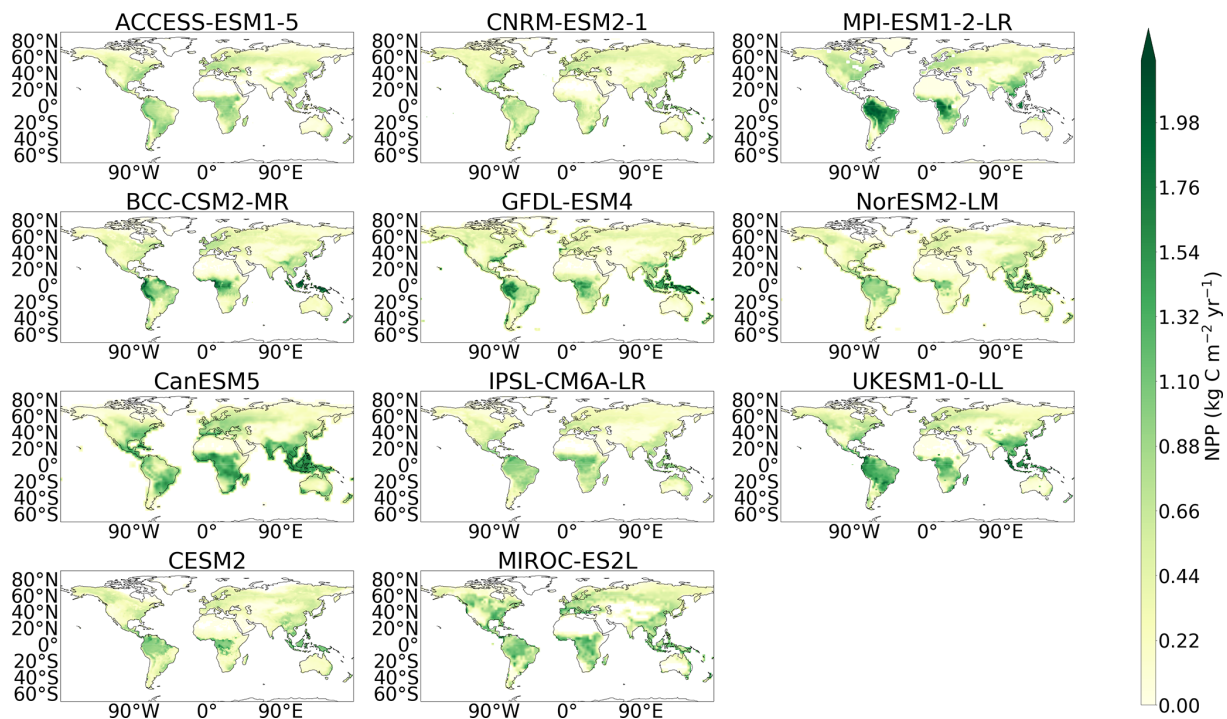 ACCESS-ESM1-5 CNRM-ESM2-1 MPI-ESM1-2-LR
80°N 80°N 80°N
60°N 60°N 60°N
40°N 40°N 40°N
20°N 20°N 20°N
0° 0° 0°
20°S 20°S 20°S
40°S 40°S 40°S
60°S 60°S 60°S
90°W 0° 90°E 90°W 0° 90°E 90°W 0° 90°E
BCC-CSM2-MR GFDL-ESM4 NorESM2-LM
80°N 80°N 80°N
60°N 60°N 60°N
40°N 40°N 40°N
20°N 20°N 20°N
0° 0° 0°
20°S 20°S 20°S
40°S 40°S 40°S
60°S 60°S 60°S
90°W 0° 90°E 90°W 0° 90°E 90°W 0° 90°E
CanESM5 IPSL-CM6A-LR UKESM1-0-LL
80°N 80°N 80°N
60°N 60°N 60°N
40°N 40°N 40°N
20°N 20°N 20°N
0° 0° 0°
20°S 20°S 20°S
40°S 40°S 40°S
60°S 60°S 60°S
90°W 0° 90°E 90°W 0° 90°E 90°W 0° 90°E
CESM2 MIROC-ES2L
80°N 80°N
60°N 60°N
40°N 40°N
20°N 20°N
0° 0°
20°S 20°S
40°S 40°S
60°S 60°S
90°W 0° 90°E 90°W 0° 90°E
1.98
1.76
1.54
1.32
1.10
0.88
0.66
0.44
0.22
0.00
NPP (kg C m⁻² yr⁻¹)